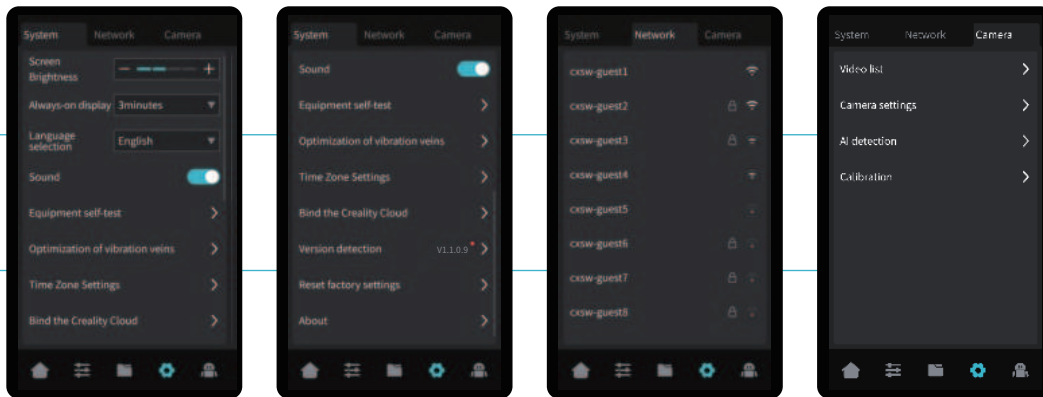 System Network Camera
Screen
Brightness
Always-on display 3minutes
Language
selection English
Sound
Equipment self-test
Optimization of vibration veins
Time Zone Settings
Bind the Creality Cloud
System Network Camera
Sound
Equipment self-test
Optimization of vibration veins
Time Zone Settings
Bind the Creality Cloud
Version detection V1.1.0.9
Reset factory settings
About
System Network Camera
cxsw-guest1
cxsw-guest2
cxsw-guest3
cxsw-guest4
cxsw-guest5
cxsw-guest6
cxsw-guest7
cxsw-guest8
System Network Camera
Video list
Camera settings
AI detection
Calibration